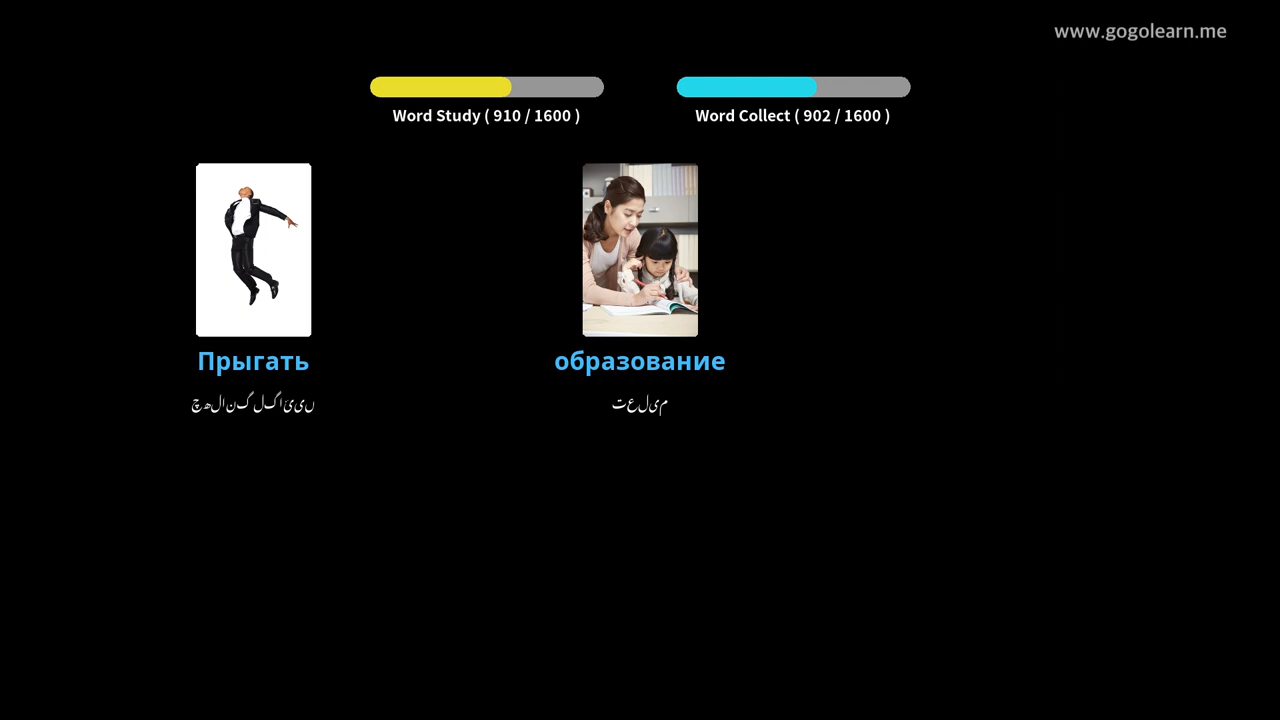 www.gogolearn.me
Word Study ( 910 / 1600 )
Word Collect ( 902 / 1600 )
Прыгать
چھلانگ لگائیں
образование
تعلیم